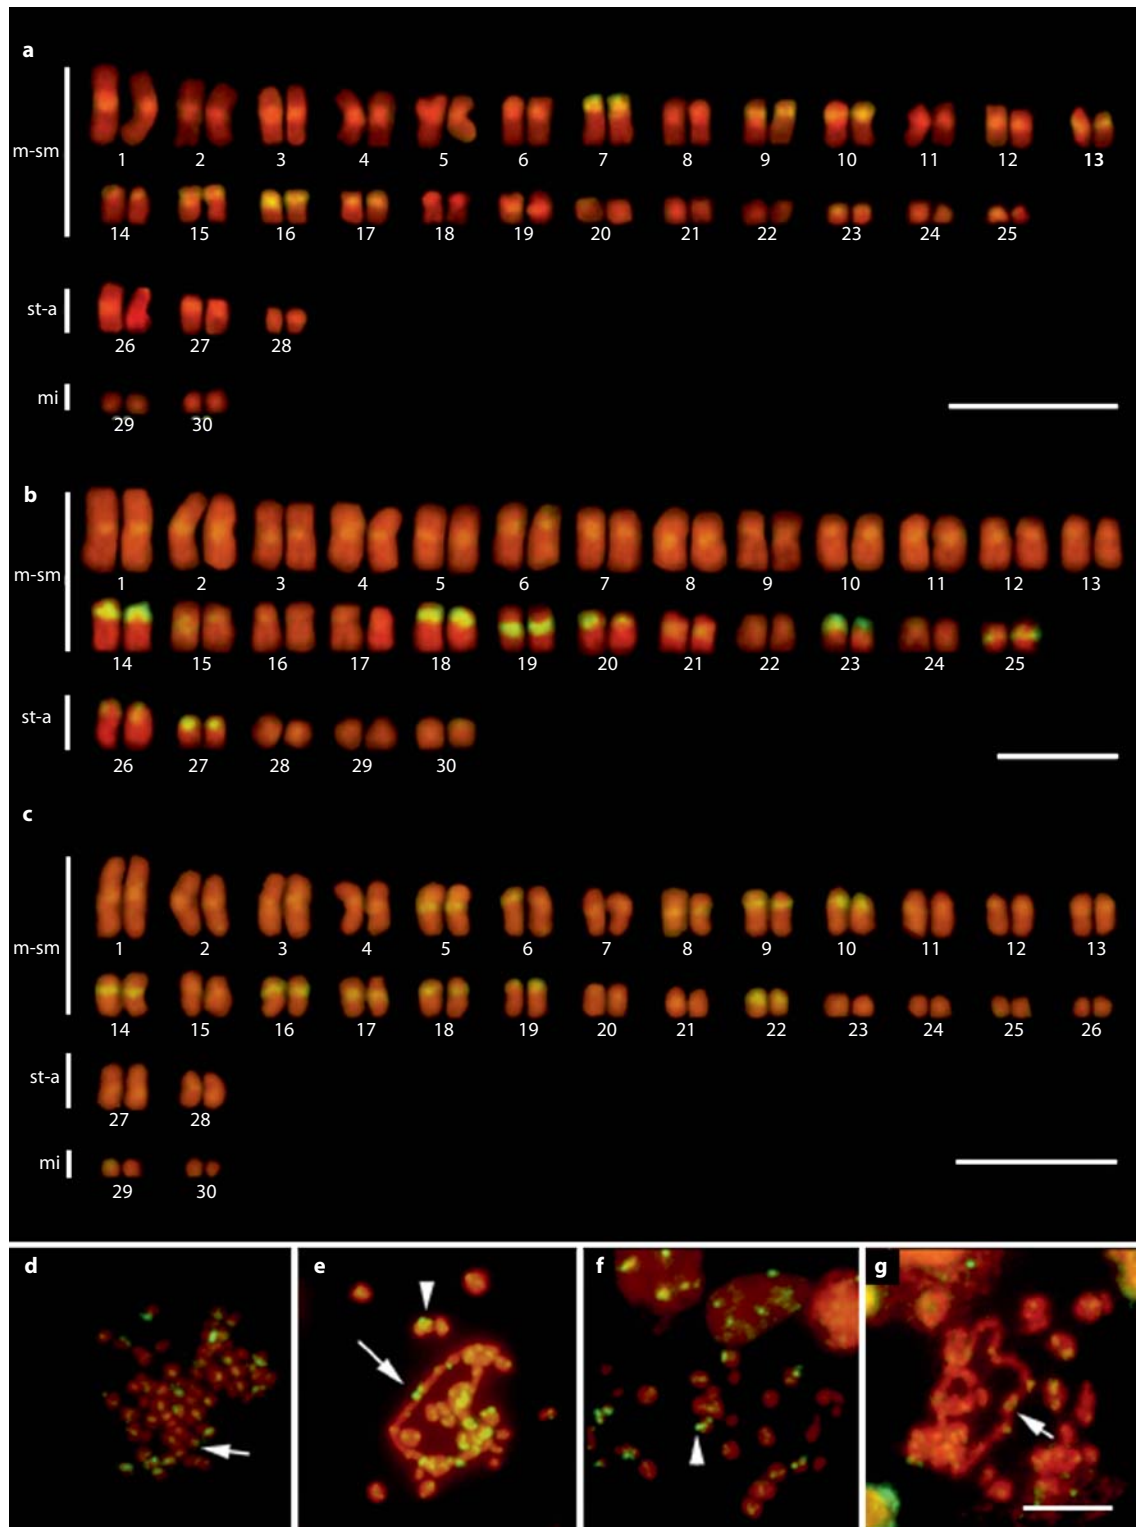 a
m-sm
1 2 3 4 5 6 7 8 9 10 11 12 13
14 15 16 17 18 19 20 21 22 23 24 25
st-a
26 27 28
mi
29 30
b
m-sm
1 2 3 4 5 6 7 8 9 10 11 12 13
14 15 16 17 18 19 20 21 22 23 24 25
st-a
26 27 28 29 30
c
m-sm
1 2 3 4 5 6 7 8 9 10 11 12 13
14 15 16 17 18 19 20 21 22 23 24 25 26
st-a
27 28
mi
29 30
d e f g